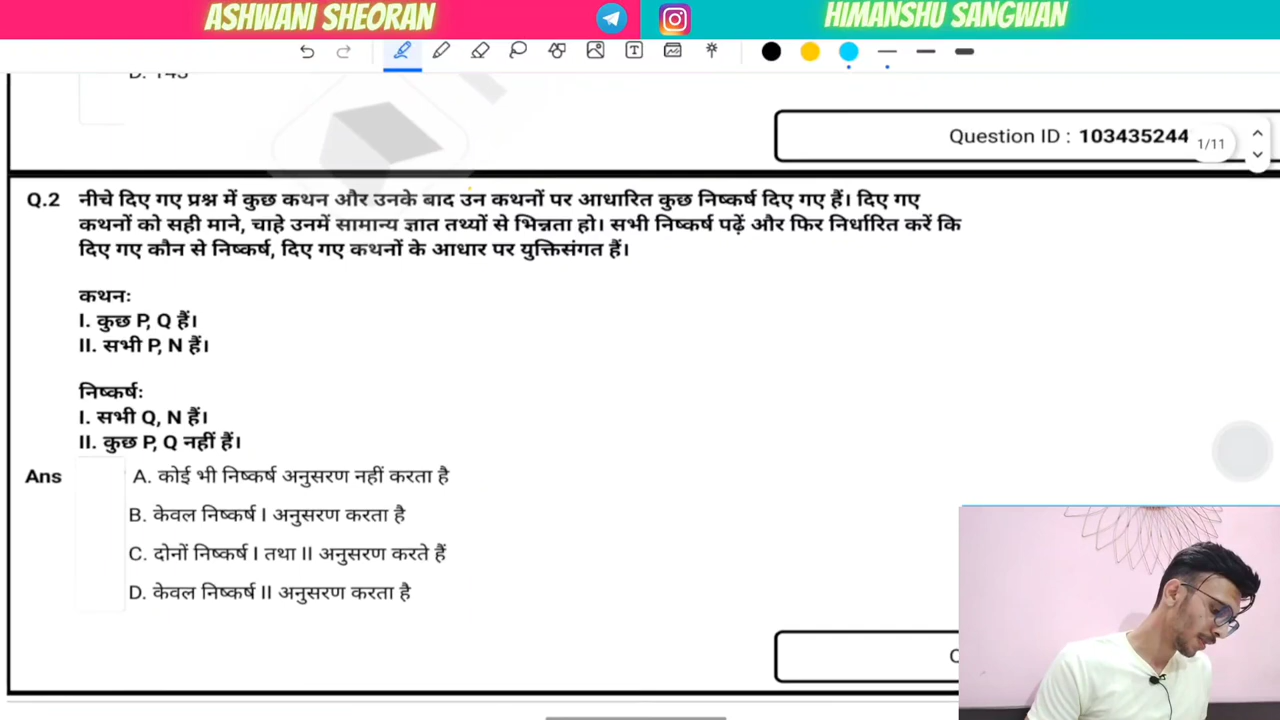 ASHWANI SHEORAN
HIMANSHU SANGWAN
D. 143
Question ID : 103435244
1/11
Q.2 नीचे दिए गए प्रश्न में कुछ कथन और उनके बाद उन कथनों पर आधारित कुछ निष्कर्ष दिए गए हैं। दिए गए
कथनों को सही माने, चाहे उनमें सामान्य ज्ञात तथ्यों से भिन्नता हो। सभी निष्कर्ष पढ़ें और फिर निर्धारित करें कि
दिए गए कौन से निष्कर्ष, दिए गए कथनों के आधार पर युक्तिसंगत हैं।
कथन:
I. कुछ P, Q हैं।
II. सभी P, N हैं।
निष्कर्ष:
I. सभी Q, N हैं।
II. कुछ P, Q नहीं हैं।
Ans A. कोई भी निष्कर्ष अनुसरण नहीं करता है
B. केवल निष्कर्ष I अनुसरण करता है
C. दोनों निष्कर्ष I तथा II अनुसरण करते हैं
D. केवल निष्कर्ष II अनुसरण करता है